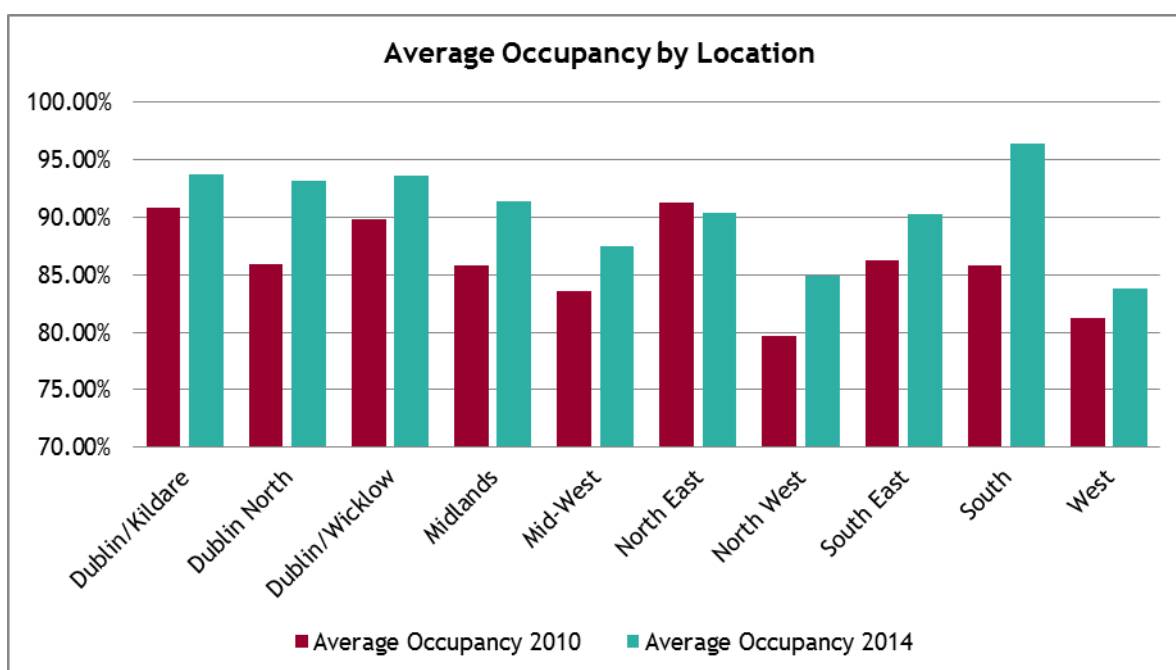 Average Occupancy by Location
100.00%
95.00%
90.00%
85.00%
80.00%
75.00%
70.00%
Dublin/Kildare
Dublin North
Dublin/Wicklow
Midlands
Mid-West
North East
North West
South East
South
West
Average Occupancy 2010 Average Occupancy 2014